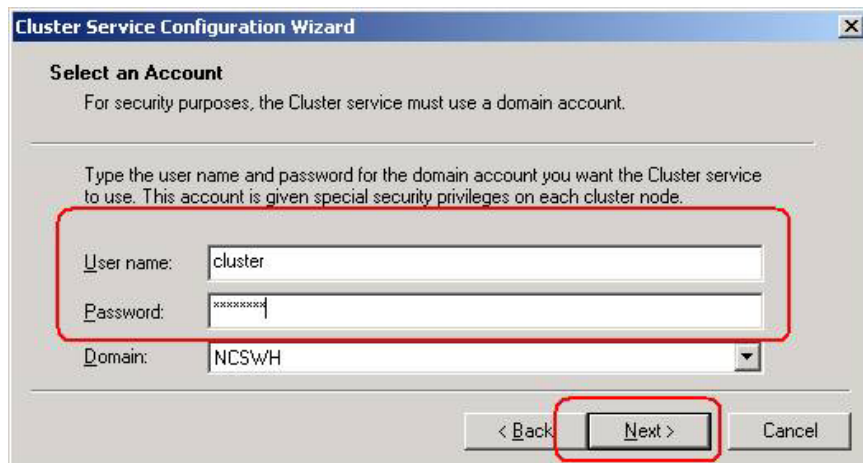 Cluster Service Configuration Wizard
Select an Account
For security purposes, the Cluster service must use a domain account.
Type the user name and password for the domain account you want the Cluster service
to use. This account is given special security privileges on each cluster node.
User name: cluster
Password: ********
Domain: NCSWH
< Back Next > Cancel